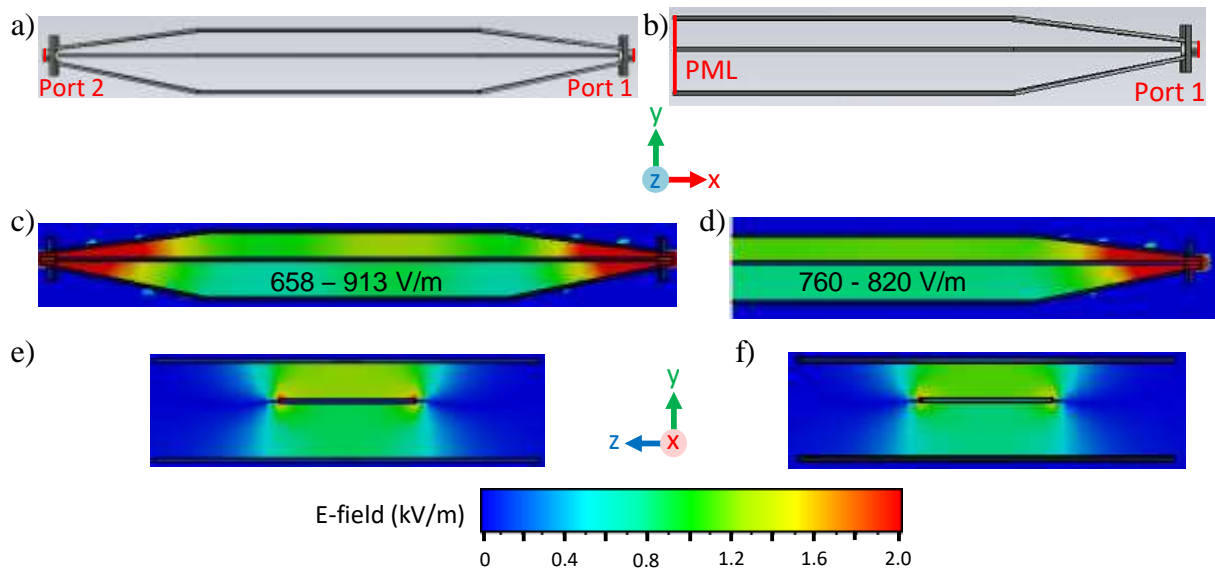 a)
Port 2
Port 1
b)
PML
Port 1
y
z
x
c)
658 – 913 V/m
d)
760 - 820 V/m
e)
y
z
x
f)
E-field (kV/m)
0 0.4 0.8 1.2 1.6 2.0